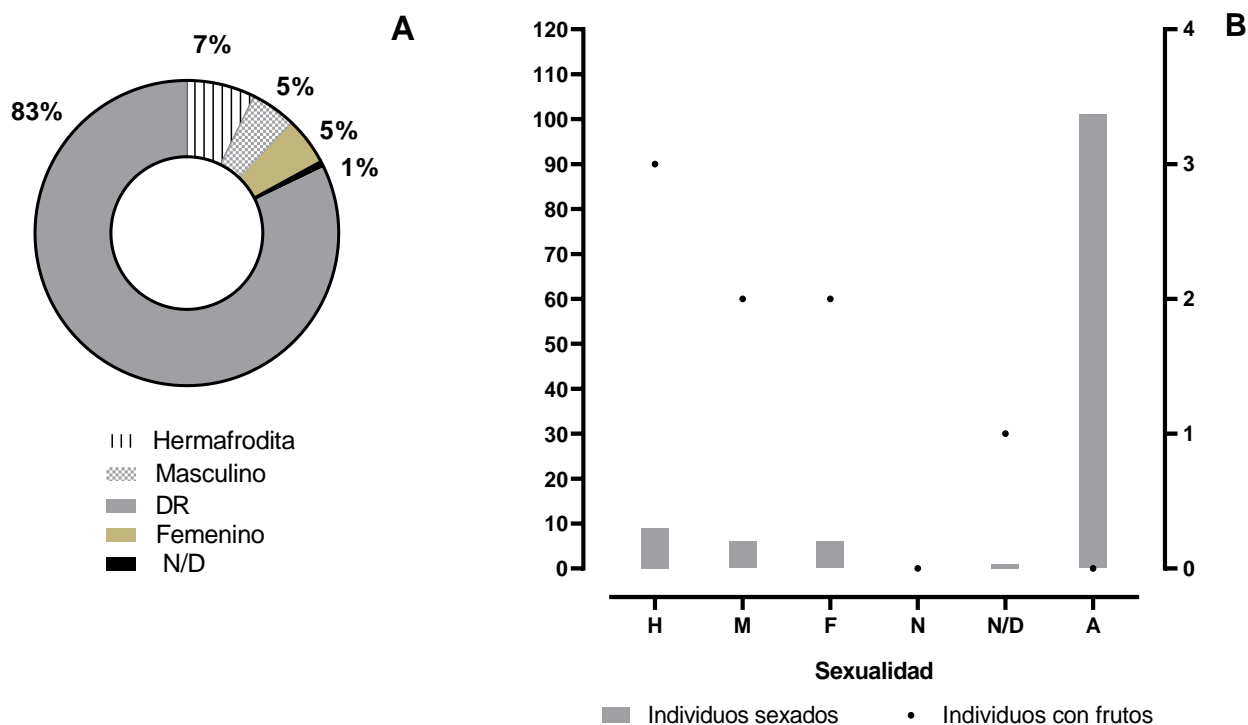 A
7%
5%
5%
1%
83%
Hermafrodita
Masculino
DR
Femenino
N/D
B
120
110
100
90
80
70
60
50
40
30
20
10
0
4
3
2
1
0
H M F N N/D A
Sexualidad
Individuos sexados Individuos con frutos